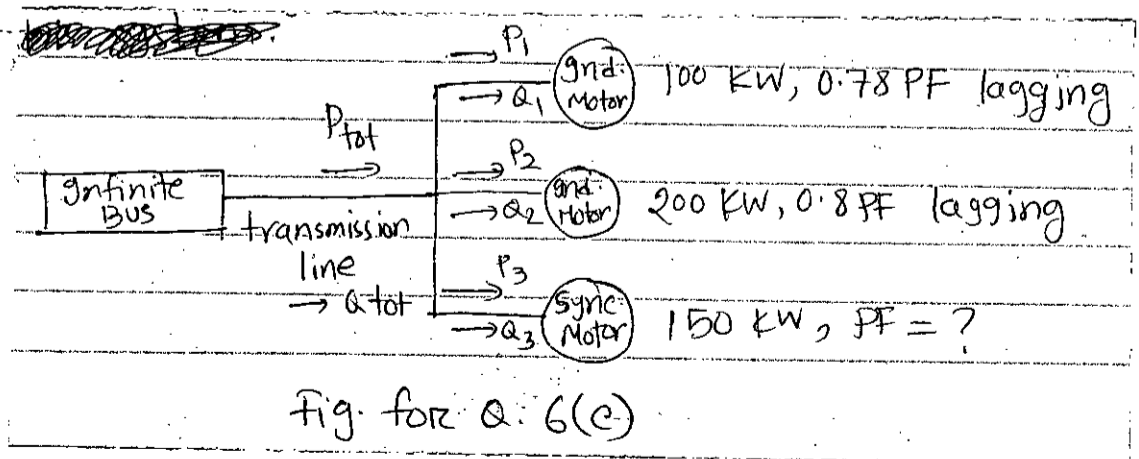 P1
Q1
Ind. Motor
100 KW, 0.78 PF lagging
Ptot
Infinite BUS
transmission line
Q tot
P2
Q2
Ind. Motor
200 KW, 0.8 PF lagging
P3
Q3
Sync. Motor
150 KW, PF = ?
Fig. for Q. 6(c)